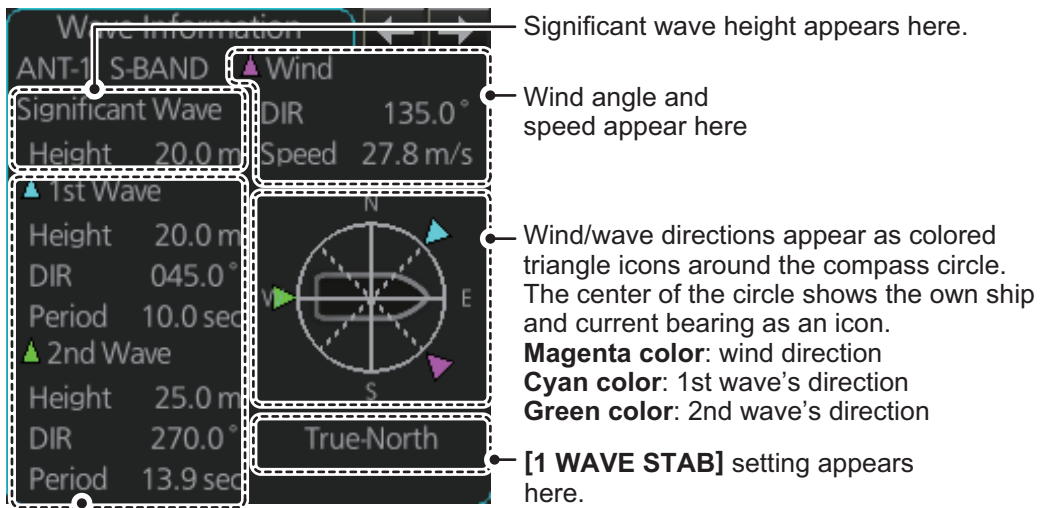 Wave Information
ANT-1 S-BAND
Significant Wave
Height 20.0 m
1st Wave
Height 20.0 m
DIR 045.0°
Period 10.0 sec
2nd Wave
Height 25.0 m
DIR 270.0°
Period 13.9 sec
Wind
DIR 135.0°
Speed 27.8 m/s
N
W
E
S
True-North
Significant wave height appears here.
Wind angle and
speed appear here
Wind/wave directions appear as colored
triangle icons around the compass circle.
The center of the circle shows the own ship
and current bearing as an icon.
Magenta color: wind direction
Cyan color: 1st wave’s direction
Green color: 2nd wave’s direction
[1 WAVE STAB] setting appears
here.